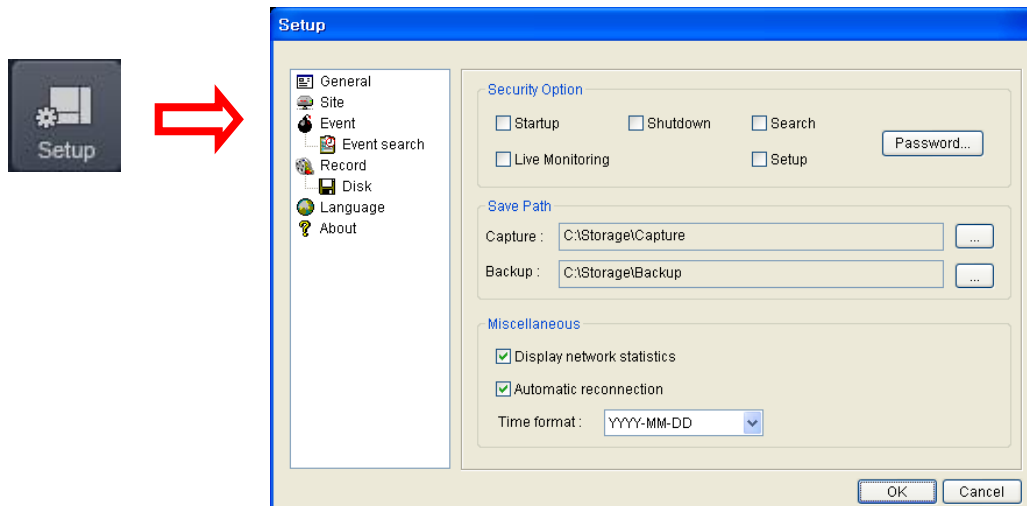 Setup
Setup
General
Site
Event
Event search
Record
Disk
Language
About
Security Option
Startup Shutdown Search
Password...
Live Monitoring Setup
Save Path
Capture : C:\Storage\Capture ...
Backup : C:\Storage\Backup ...
Miscellaneous
Display network statistics
Automatic reconnection
Time format : YYYY-MM-DD
OK Cancel